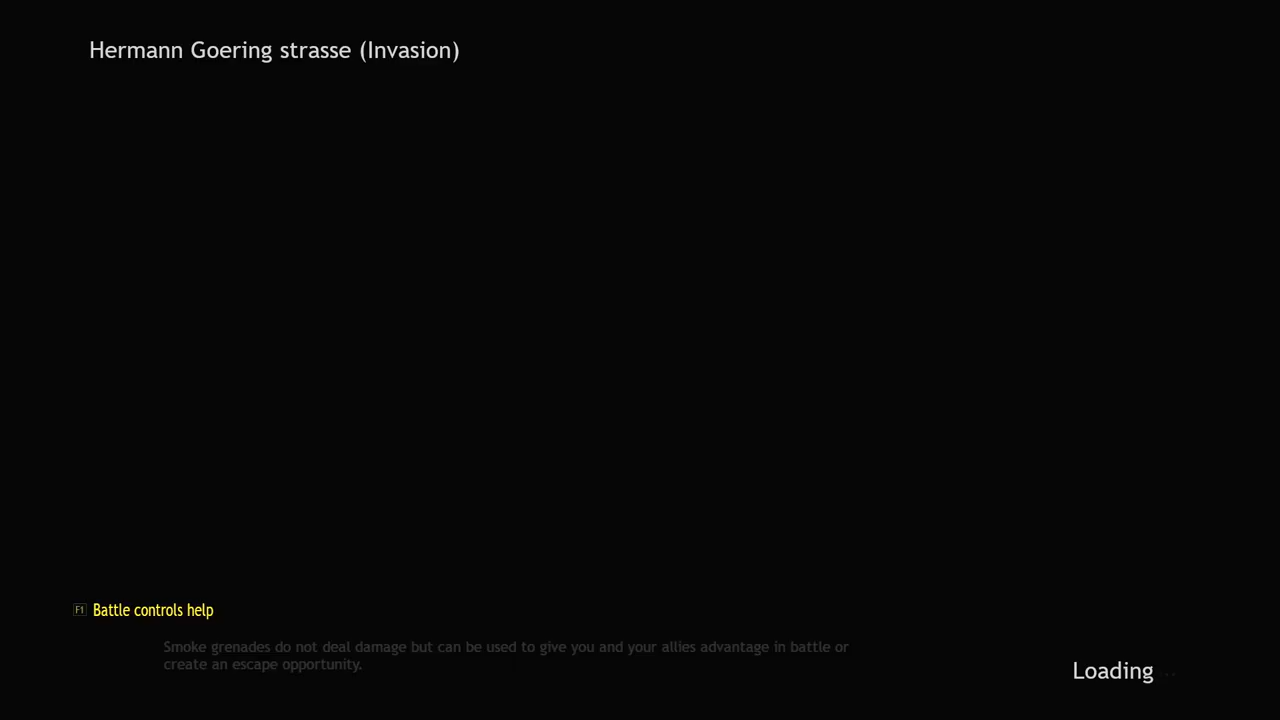 Hermann Goering strasse (Invasion)
F1 Battle controls help
Smoke grenades do not deal damage but can be used to give you and your allies advantage in battle or
create an escape opportunity.
Loading